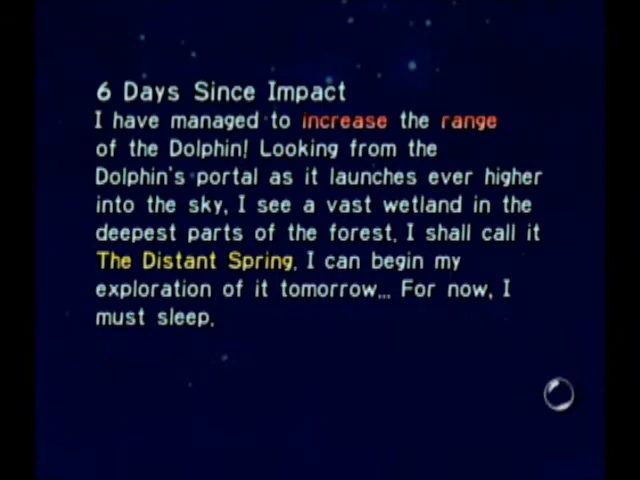 6 Days Since Impact
I have managed to increase the range
of the Dolphin! Looking from the
Dolphin's portal as it launches ever higher
into the sky, I see a vast wetland in the
deepest parts of the forest. I shall call it
The Distant Spring. I can begin my
exploration of it tomorrow... For now, I
must sleep.